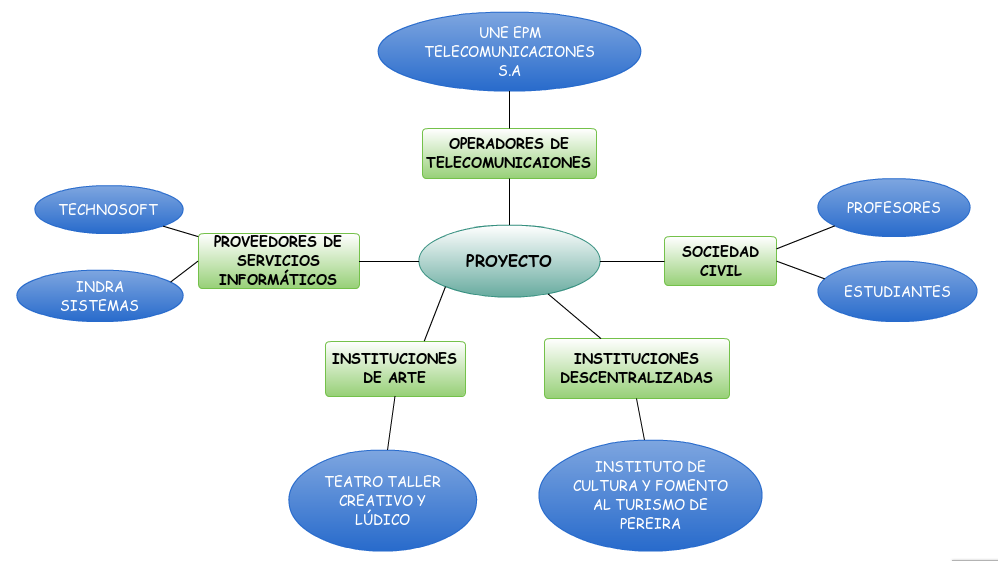 UNE EPM
TELECOMUNICACIONES
S.A
OPERADORES DE
TELECOMUNICAIONES
TECHNOSOFT
PROVEEDORES DE
SERVICIOS
INFORMÁTICOS
INDRA
SISTEMAS
PROYECTO
SOCIEDAD
CIVIL
PROFESORES
ESTUDIANTES
INSTITUCIONES
DE ARTE
INSTITUCIONES
DESCENTRALIZADAS
TEATRO TALLER
CREATIVO Y
LÚDICO
INSTITUTO DE
CULTURA Y FOMENTO
AL TURISMO DE
PEREIRA